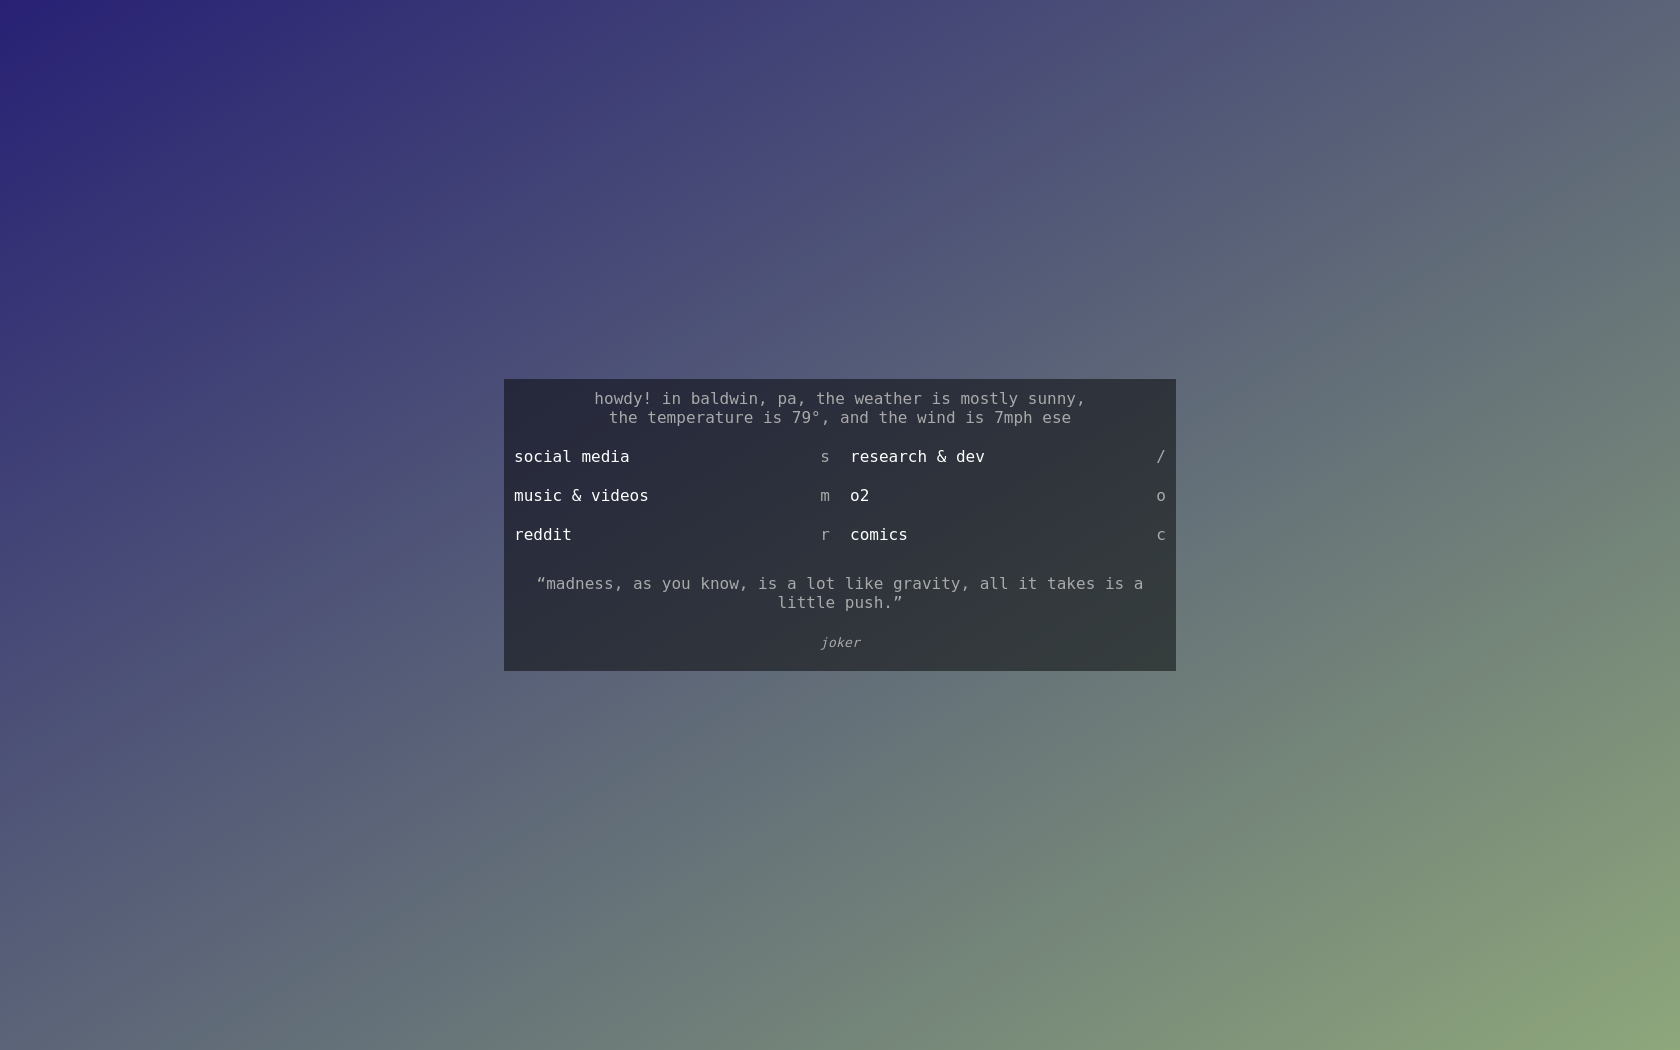 howdy! in baldwin, pa, the weather is mostly sunny,
the temperature is 79°, and the wind is 7mph ese
social media s research & dev /
music & videos m o2 o
reddit r comics c
“madness, as you know, is a lot like gravity, all it takes is a
little push.”
joker